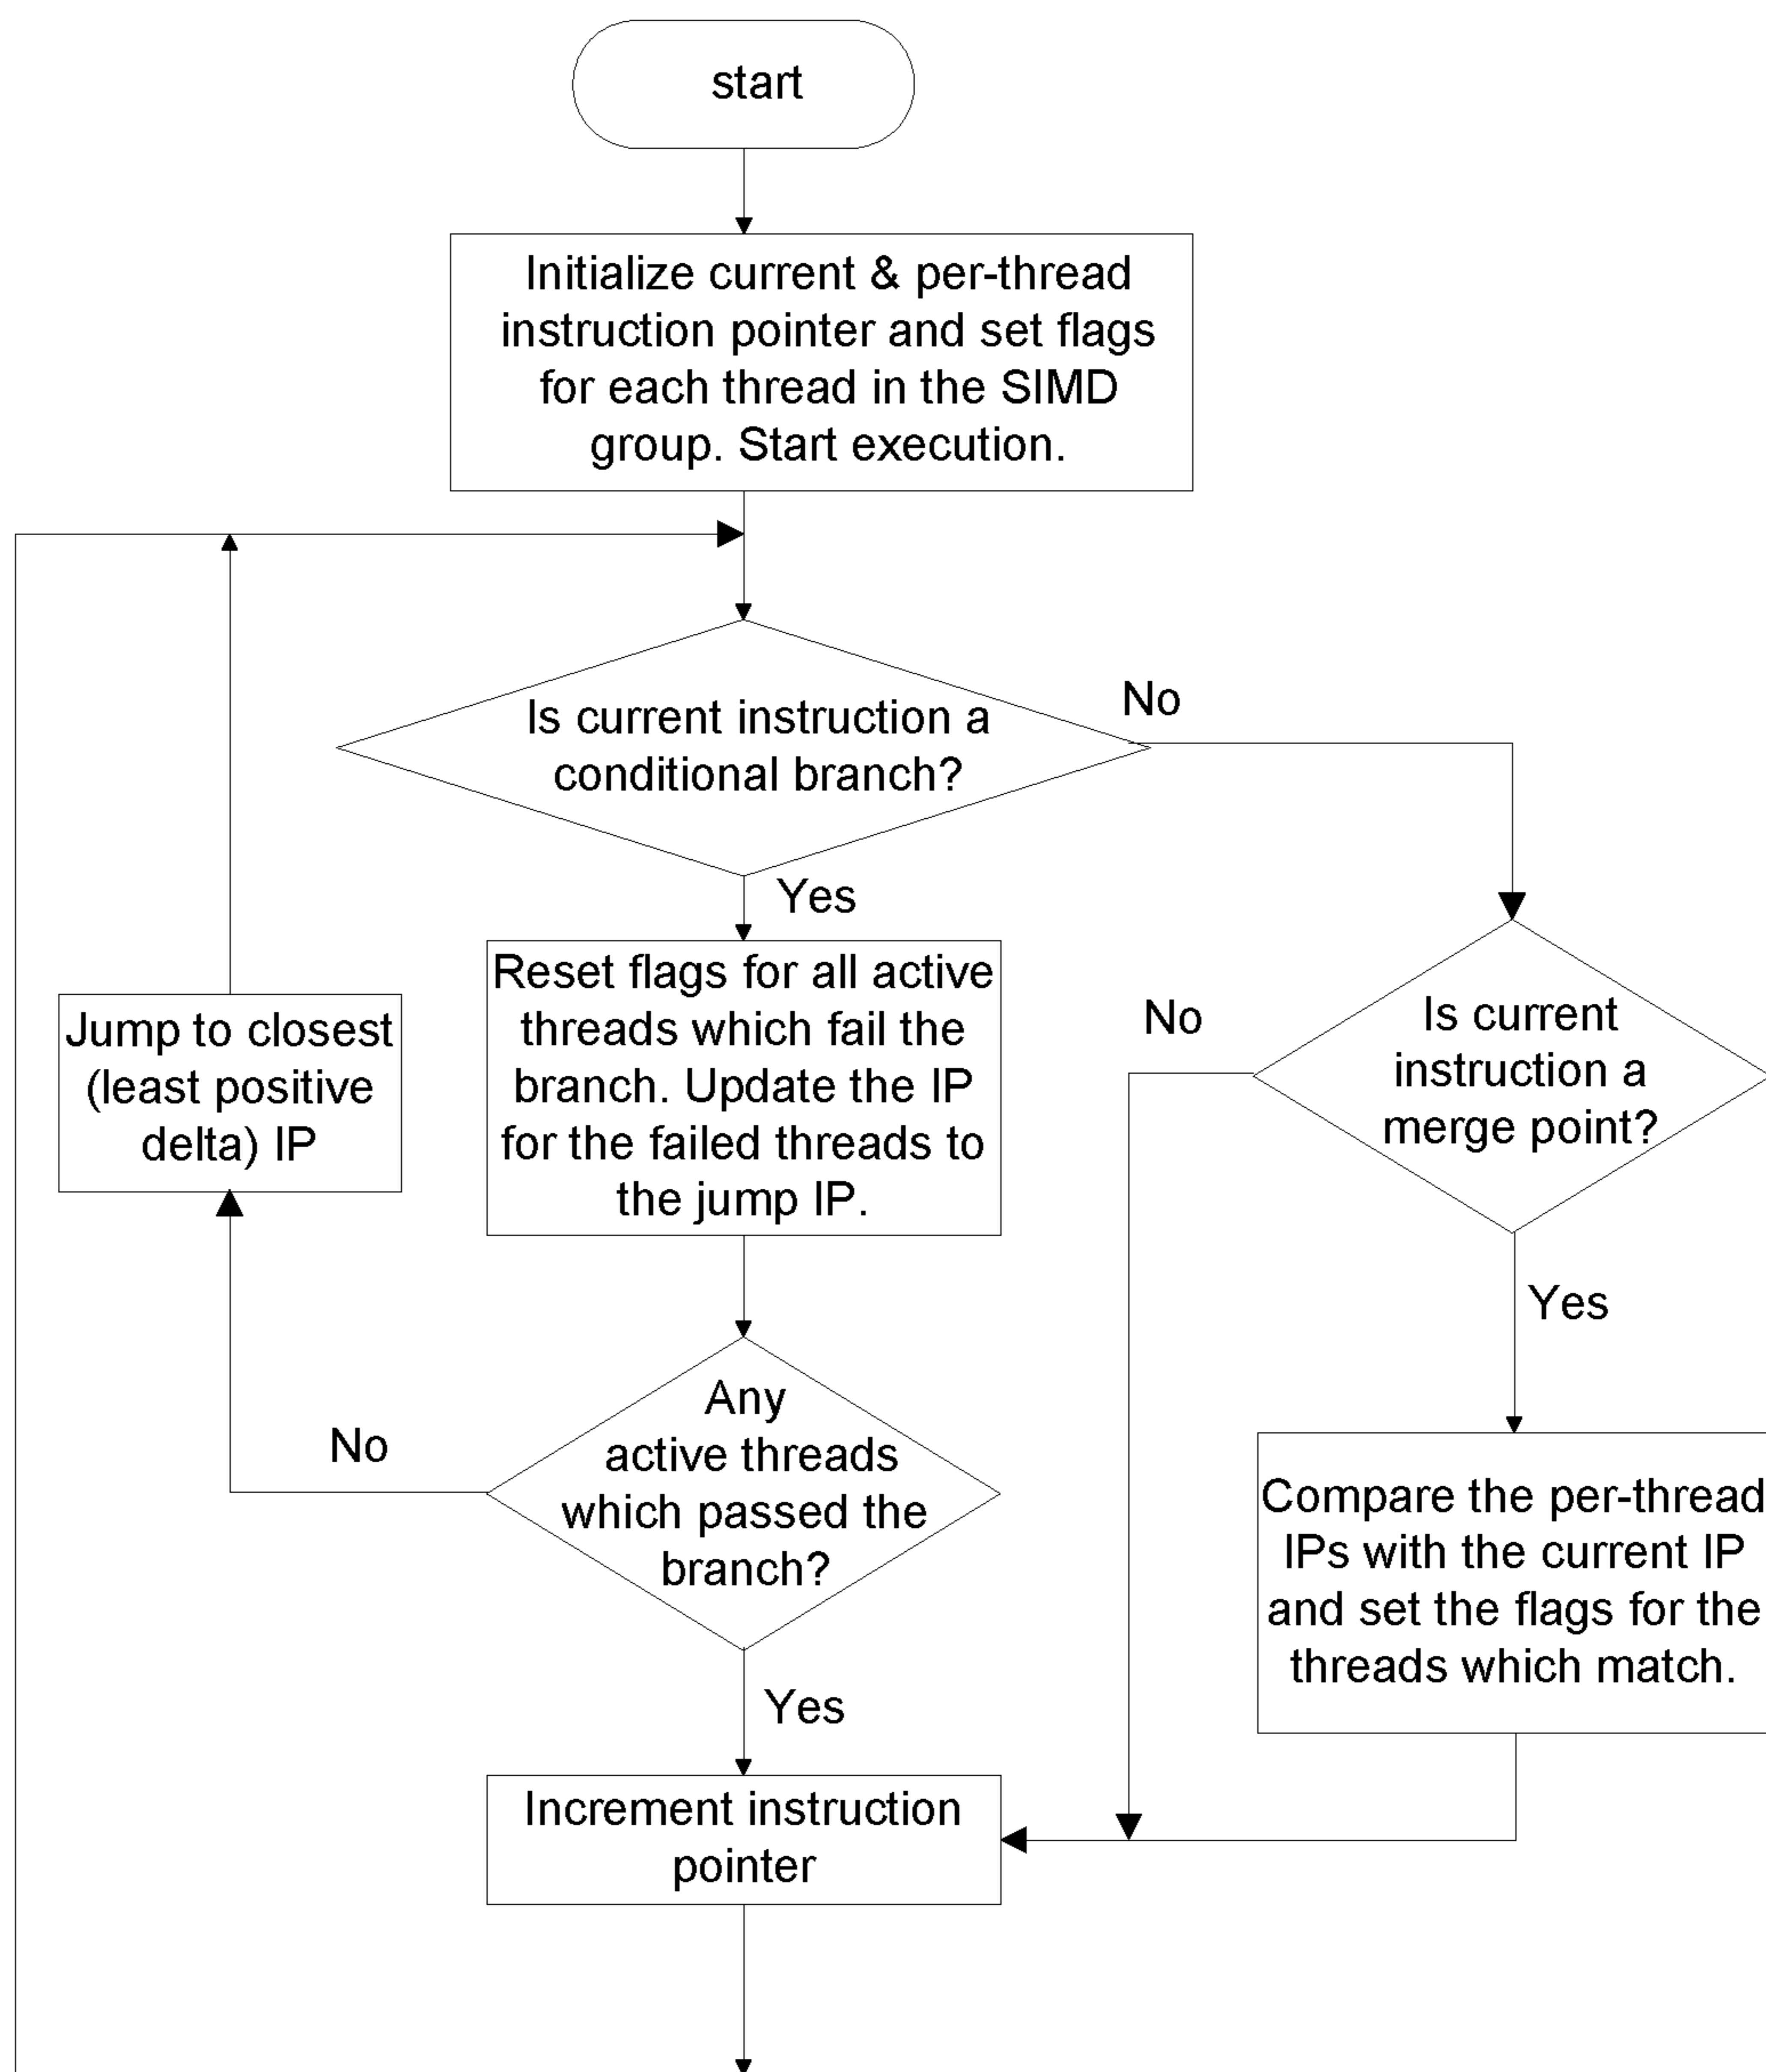 start
Initialize current & per-thread
instruction pointer and set flags
for each thread in the SIMD
group. Start execution.
Is current instruction a
conditional branch?
No
Yes
Reset flags for all active
threads which fail the
branch. Update the IP
for the failed threads to
the jump IP.
Jump to closest
(least positive
delta) IP
No
Is current
instruction a
merge point?
Yes
Any
active threads
which passed the
branch?
No
Compare the per-thread
IPs with the current IP
and set the flags for the
threads which match.
Yes
Increment instruction
pointer